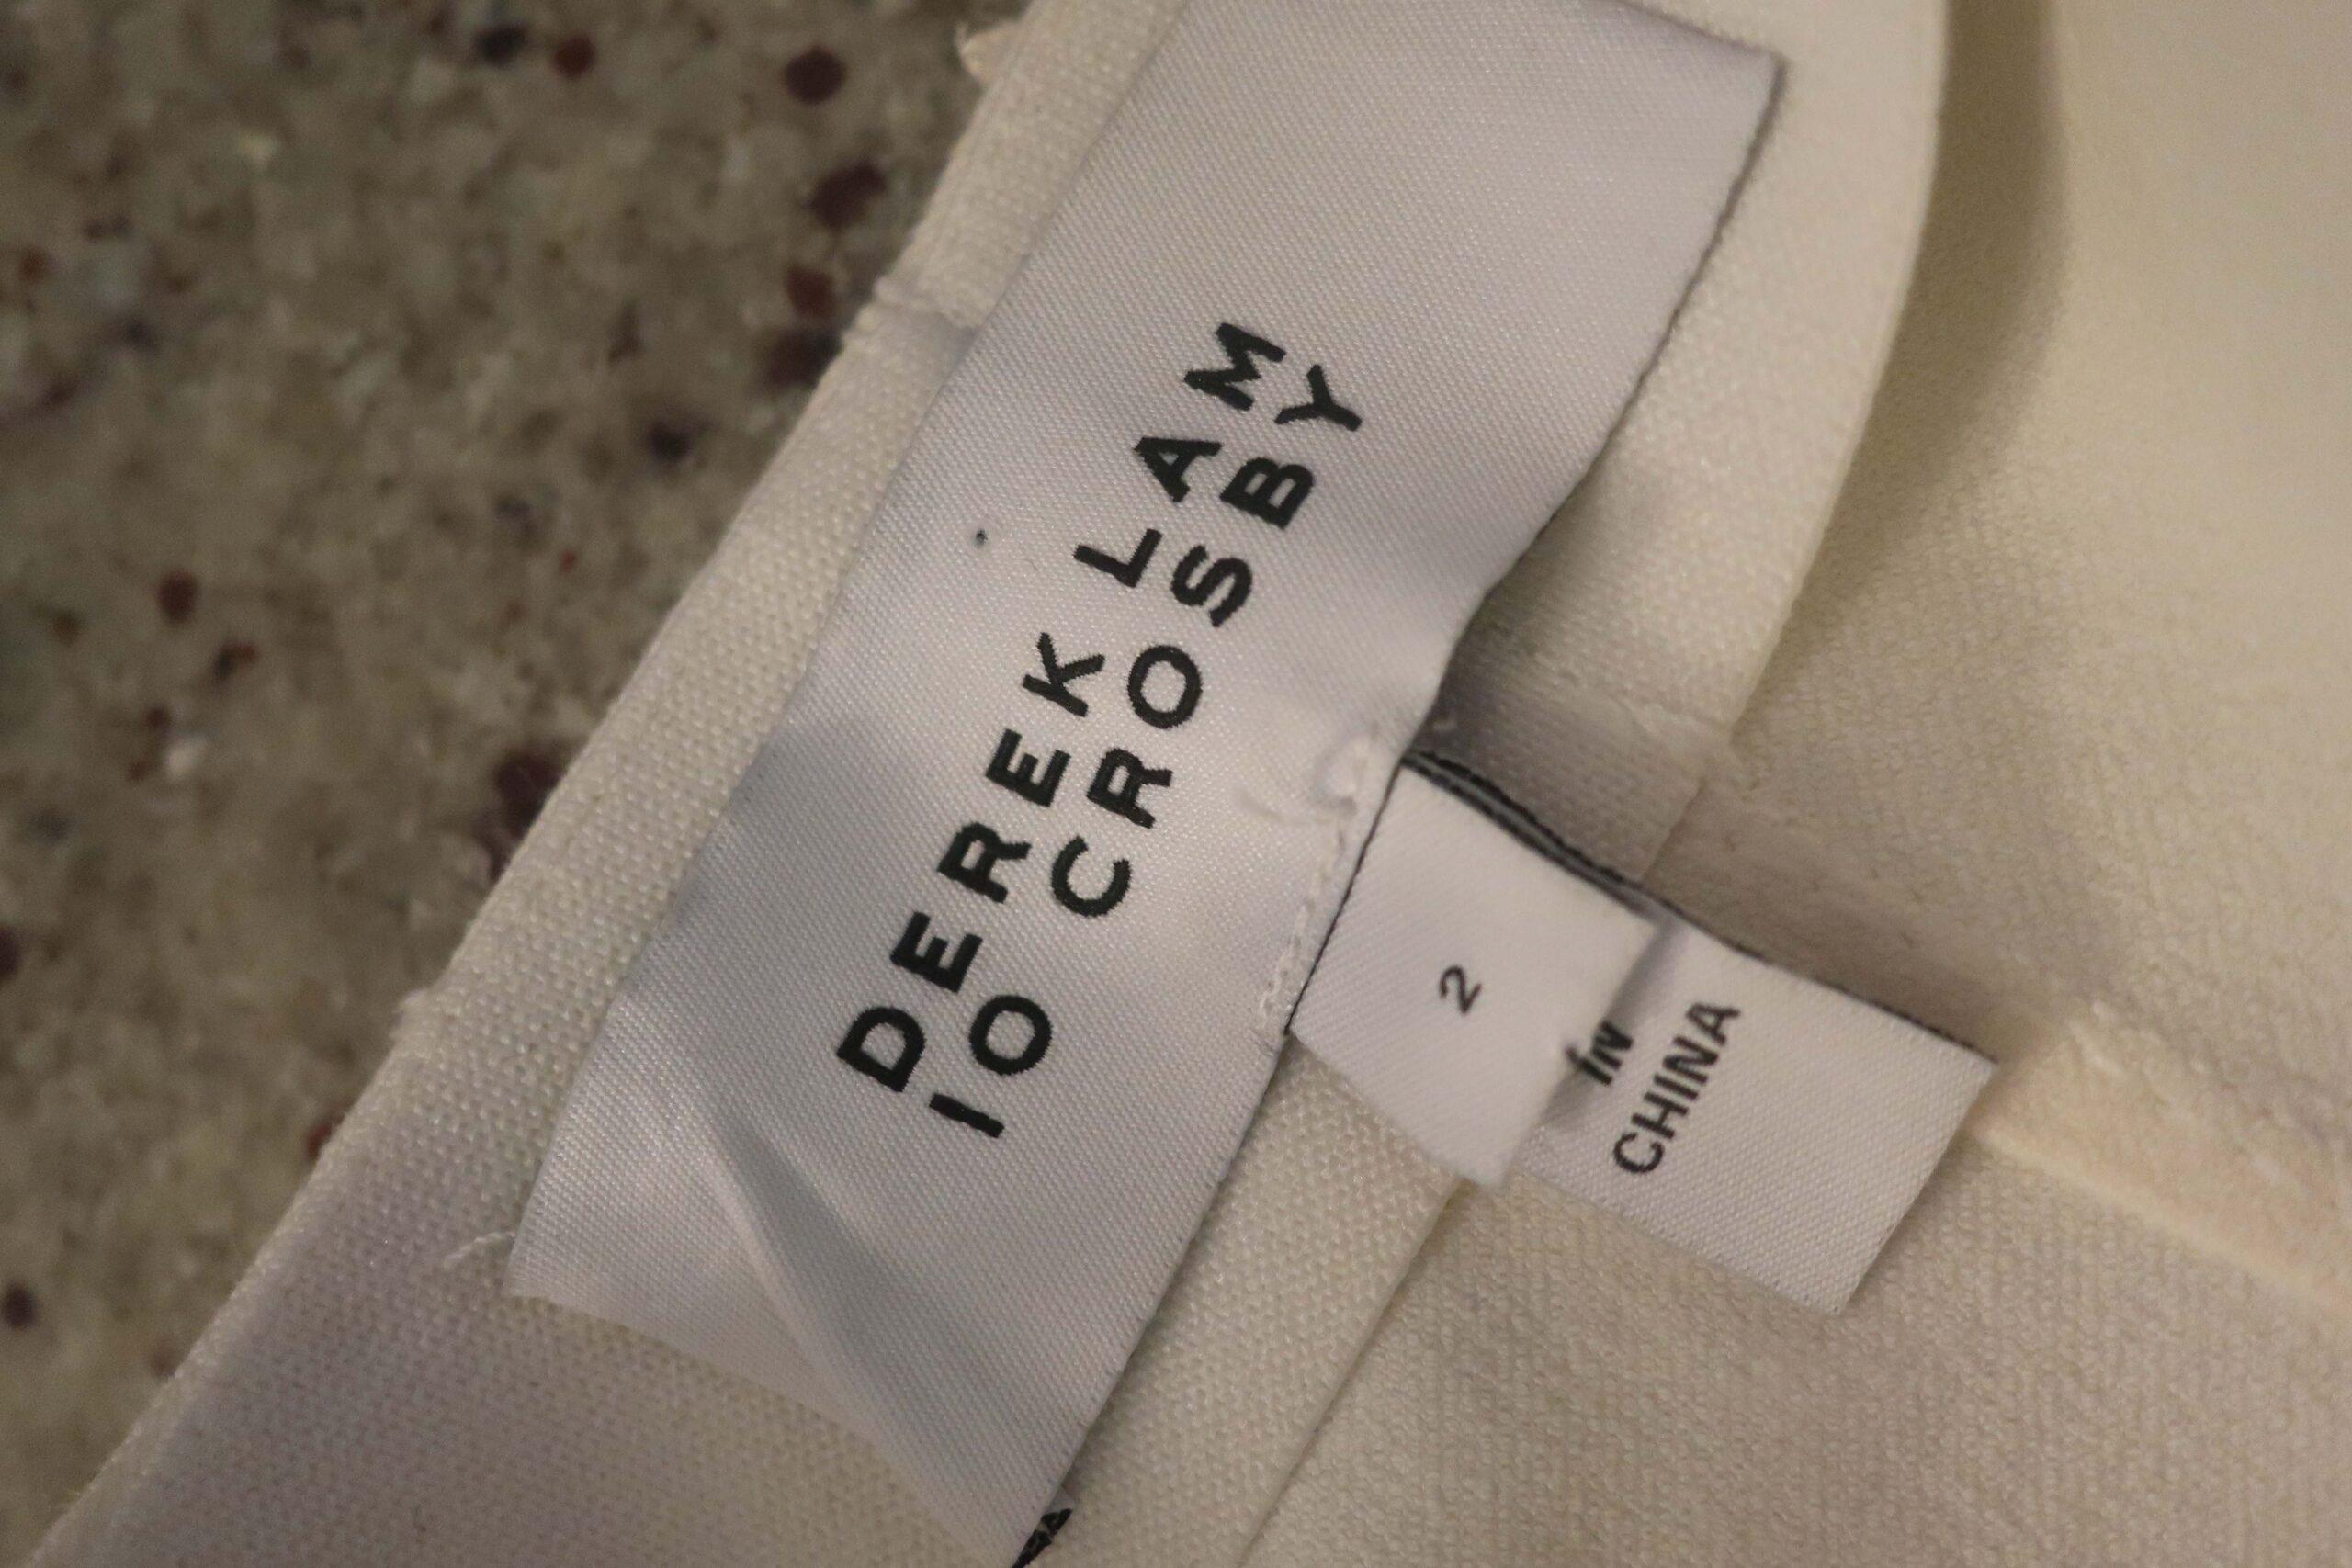 DEREK LAM
10 CROSBY
2
IN
CHINA